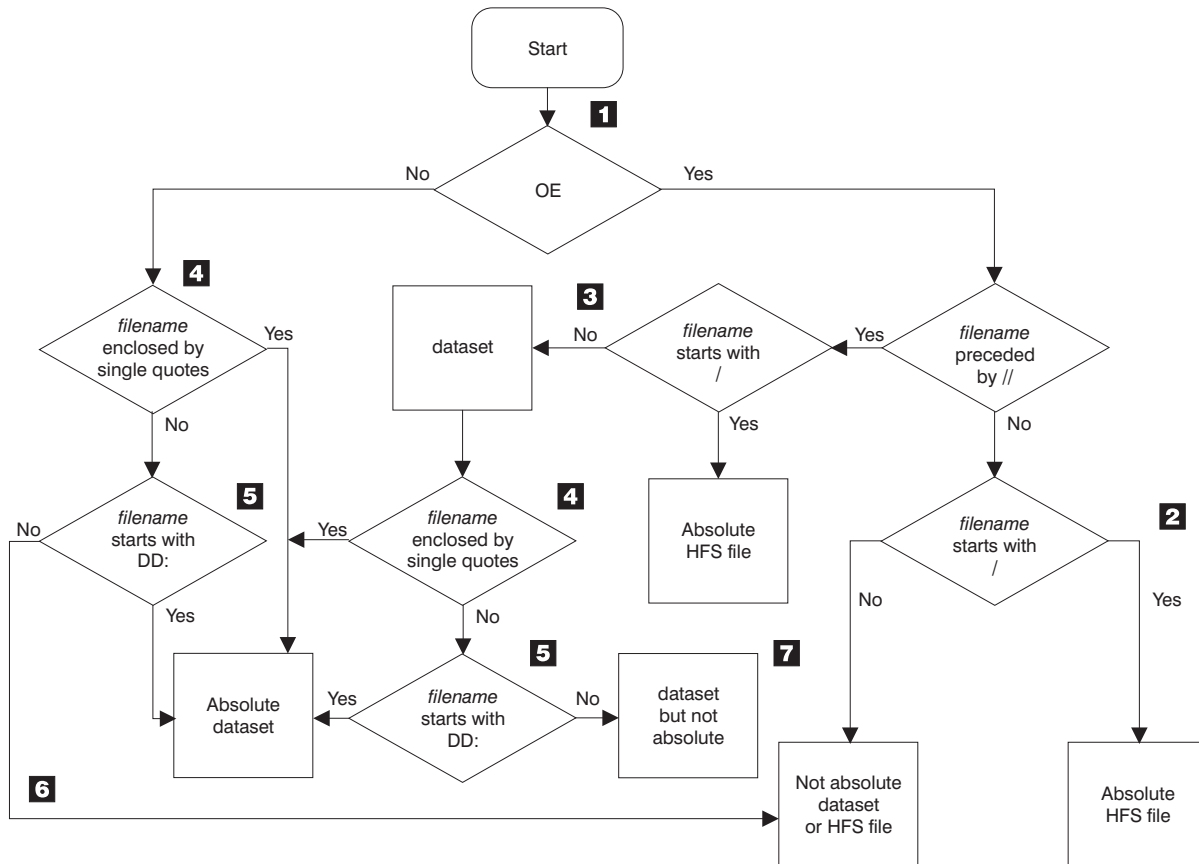 Start
1
OE
No
Yes
4
filename
enclosed by
single quotes
Yes
No
dataset
3
No
filename
starts with
/
Yes
Yes
filename
preceded
by //
No
5
No
filename
starts with
DD:
Yes
Yes
filename
enclosed by
single quotes
4
No
Absolute
HFS file
filename
starts with
/
2
No
Yes
Absolute
dataset
Yes
filename
starts with
DD:
5
No
dataset
but not
absolute
7
6
Not absolute
dataset
or HFS file
Absolute
HFS file